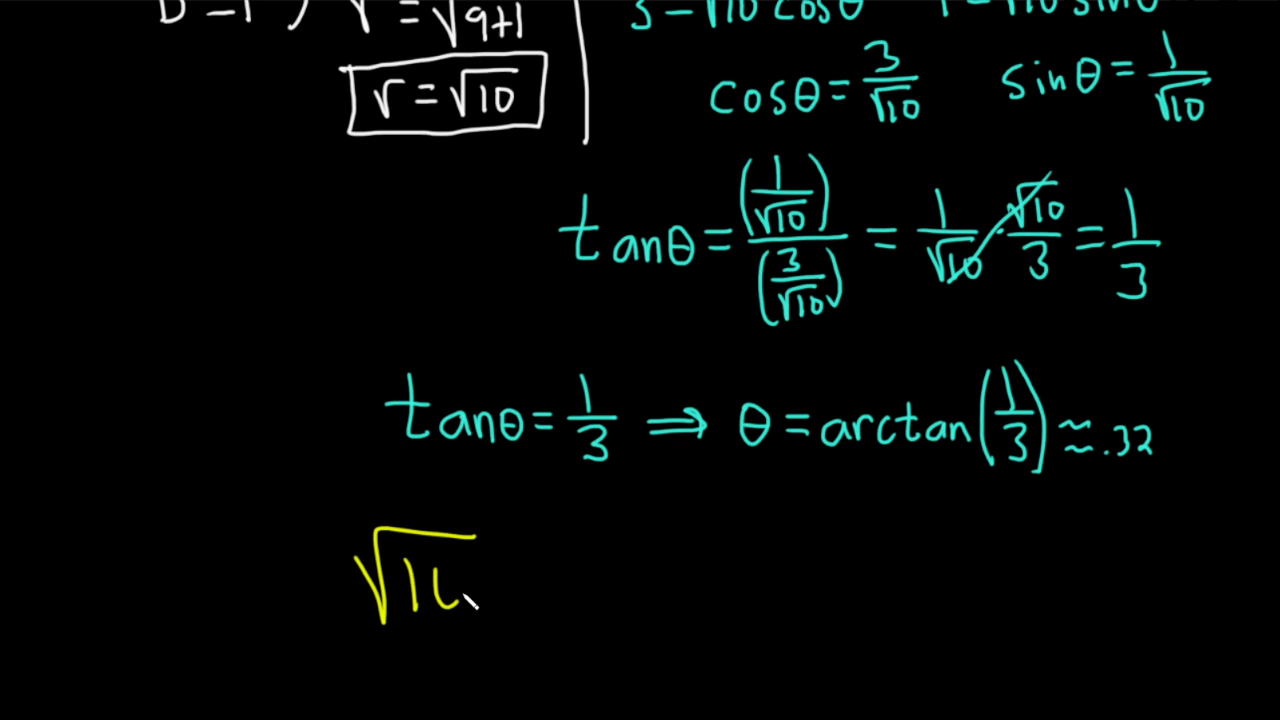 r = √9+1
r = √10
cosθ = 3/√10 sinθ = 1/√10
tanθ = (1/√10)/(3/√10) = 1/√10 · √10/3 = 1/3
tanθ = 1/3 ⟹ θ = arctan(1/3) ≈ .32